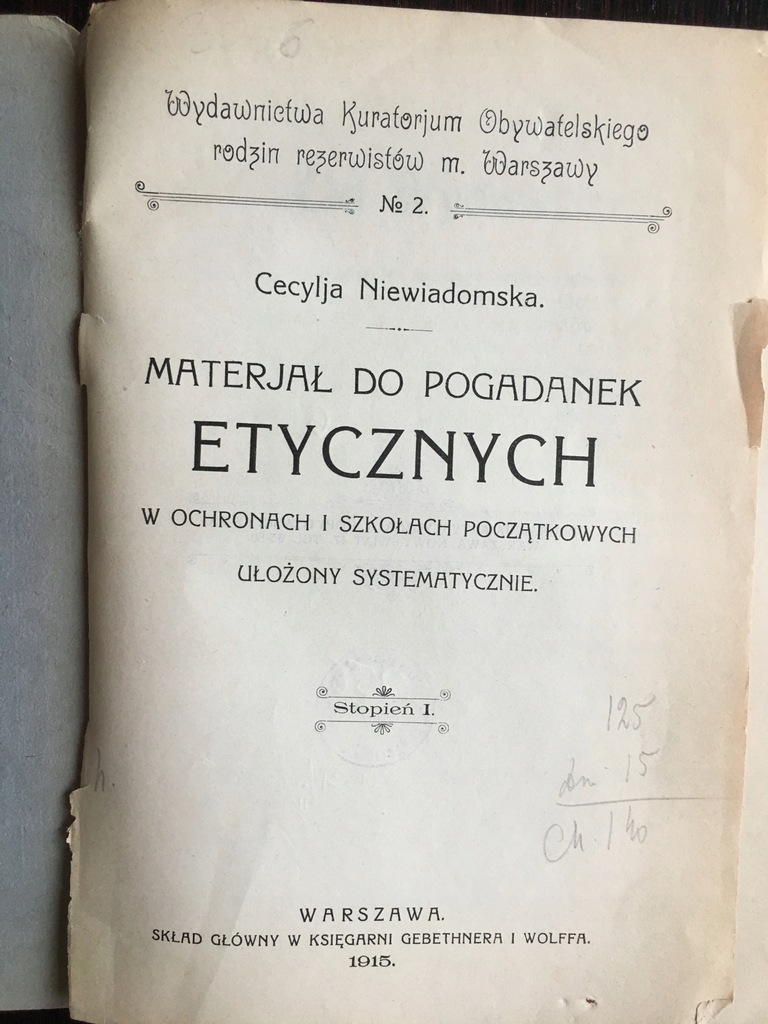 Wydawnictwa Kuratorjum Obywatelskiego
rodzin rezerwistów m. Warszawy
№ 2.
Cecylja Niewiadomska.
MATERJAŁ DO POGADANEK
ETYCZNYCH
W OCHRONACH I SZKOŁACH POCZĄTKOWYCH
UŁOŻONY SYSTEMATYCZNIE.
Stopień I.
125
15
140
WARSZAWA.
SKŁAD GŁÓWNY W KSIĘGARNI GEBETHNERA I WOLFFA.
1915.